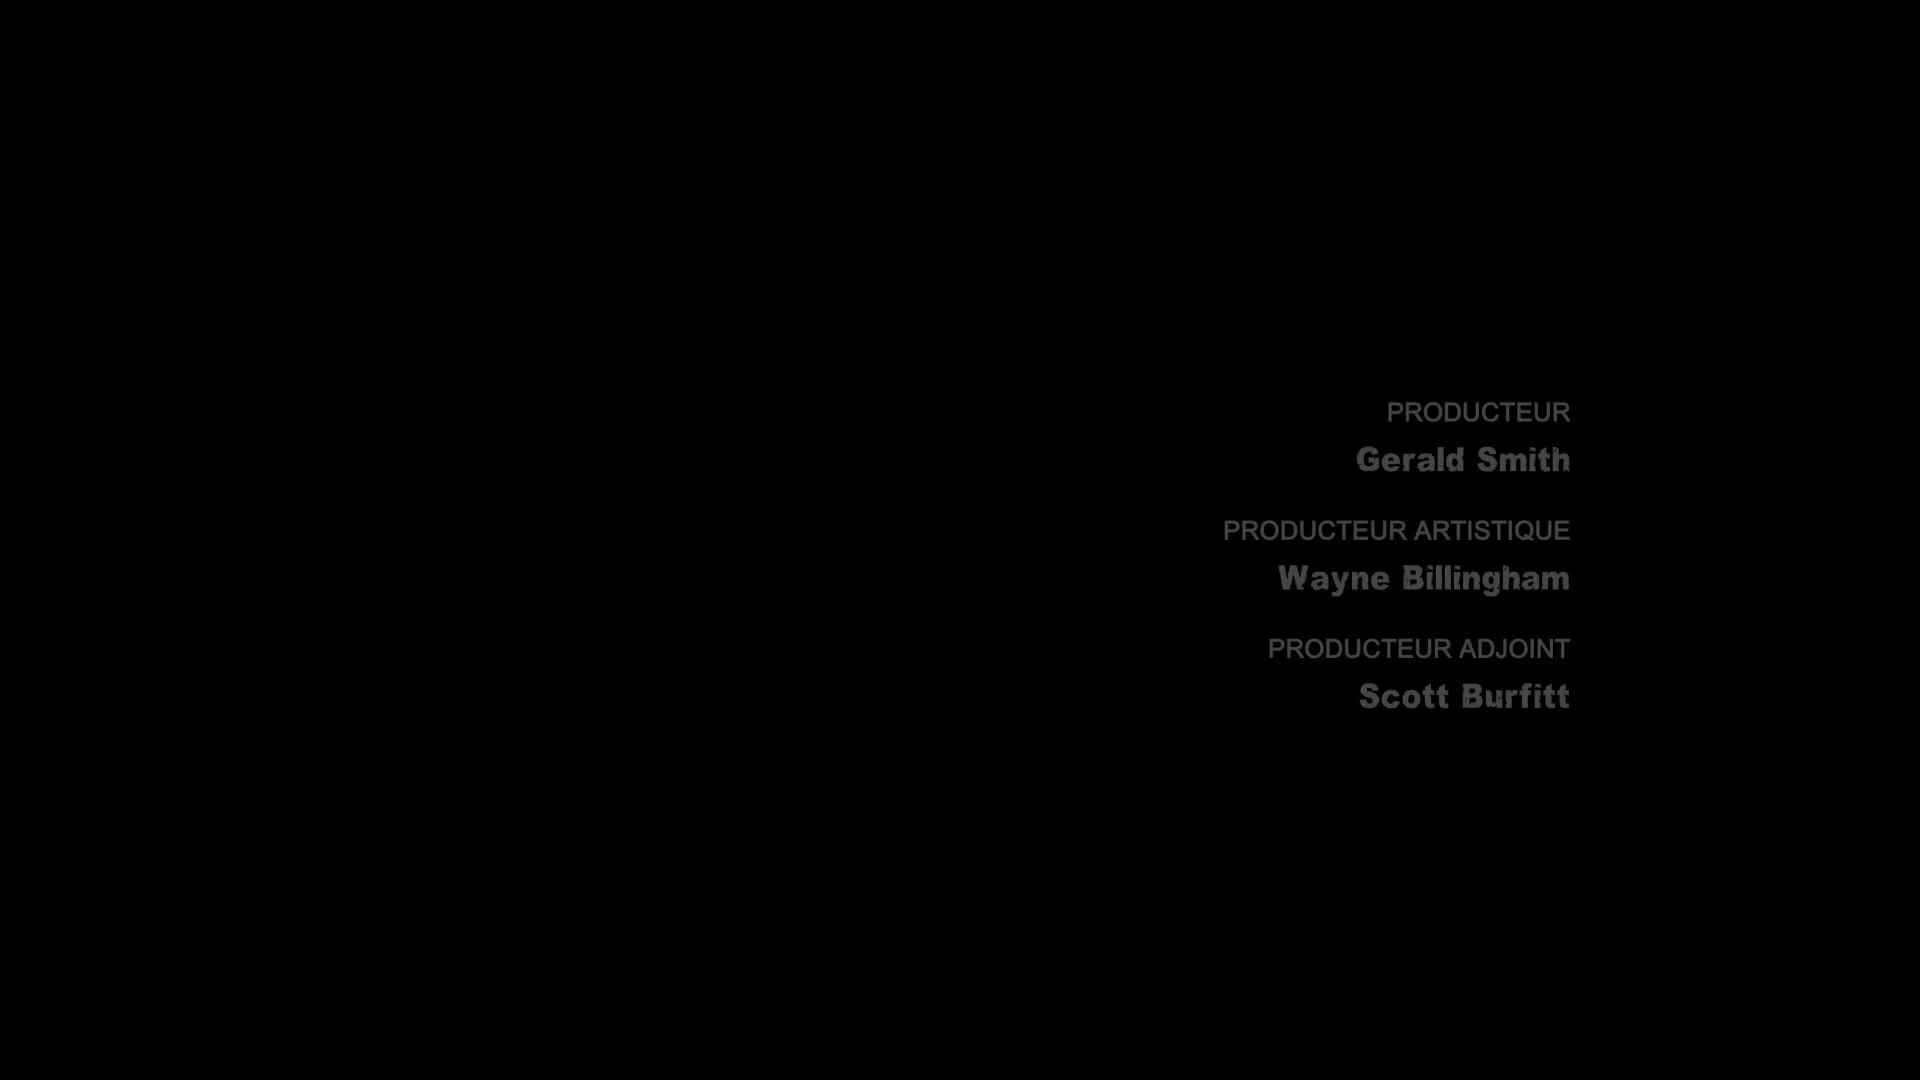 PRODUCTEUR
Gerald Smith
PRODUCTEUR ARTISTIQUE
Wayne Billingham
PRODUCTEUR ADJOINT
Scott Burfitt